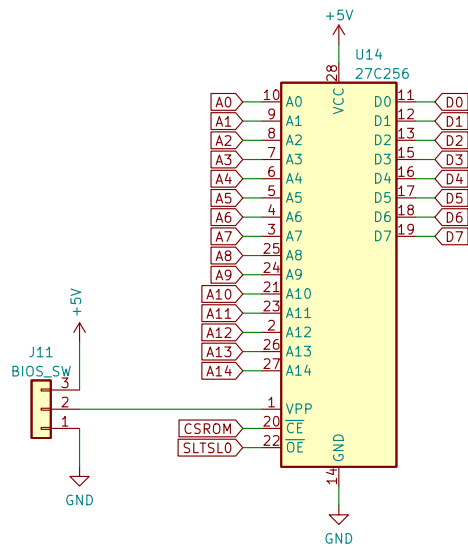 +5V
U14
27C256
28
VCC
A0 10 A0 D0 11 D0
A1 9 A1 D1 12 D1
A2 8 A2 D2 13 D2
A3 7 A3 D3 15 D3
A4 6 A4 D4 16 D4
A5 5 A5 D5 17 D5
A6 4 A6 D6 18 D6
A7 3 A7 D7 19 D7
A8 25 A8
A9 24 A9
A10 21 A10
A11 23 A11
A12 2 A12
A13 26 A13
A14 27 A14
+5V
J11
BIOS_SW
3
2 1 VPP
1 CSROM 20 CE
SLTSL0 22 OE
GND
14
GND
GND